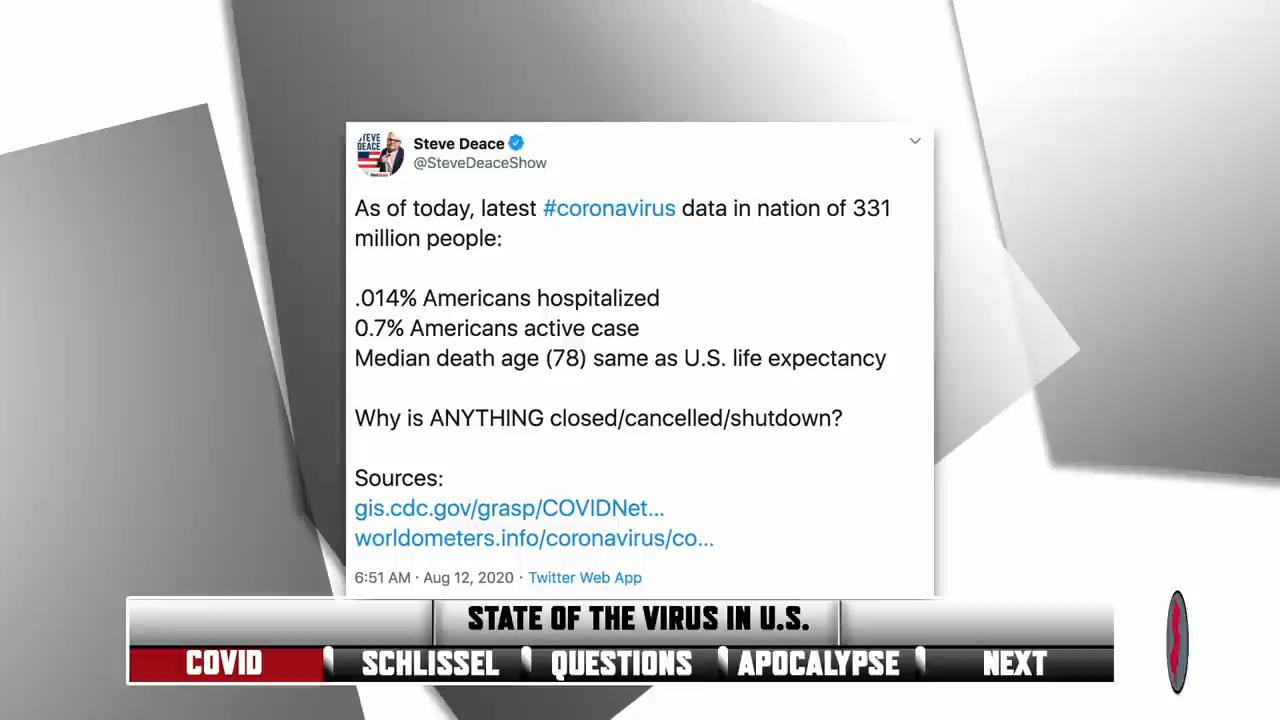 STEVE
DEACE
Steve Deace
@SteveDeaceShow
As of today, latest #coronavirus data in nation of 331
million people:
.014% Americans hospitalized
0.7% Americans active case
Median death age (78) same as U.S. life expectancy
Why is ANYTHING closed/cancelled/shutdown?
Sources:
gis.cdc.gov/grasp/COVIDNet...
worldometers.info/coronavirus/co...
6:51 AM · Aug 12, 2020 · Twitter Web App
STATE OF THE VIRUS IN U.S.
COVID SCHLISSEL QUESTIONS APOCALYPSE NEXT